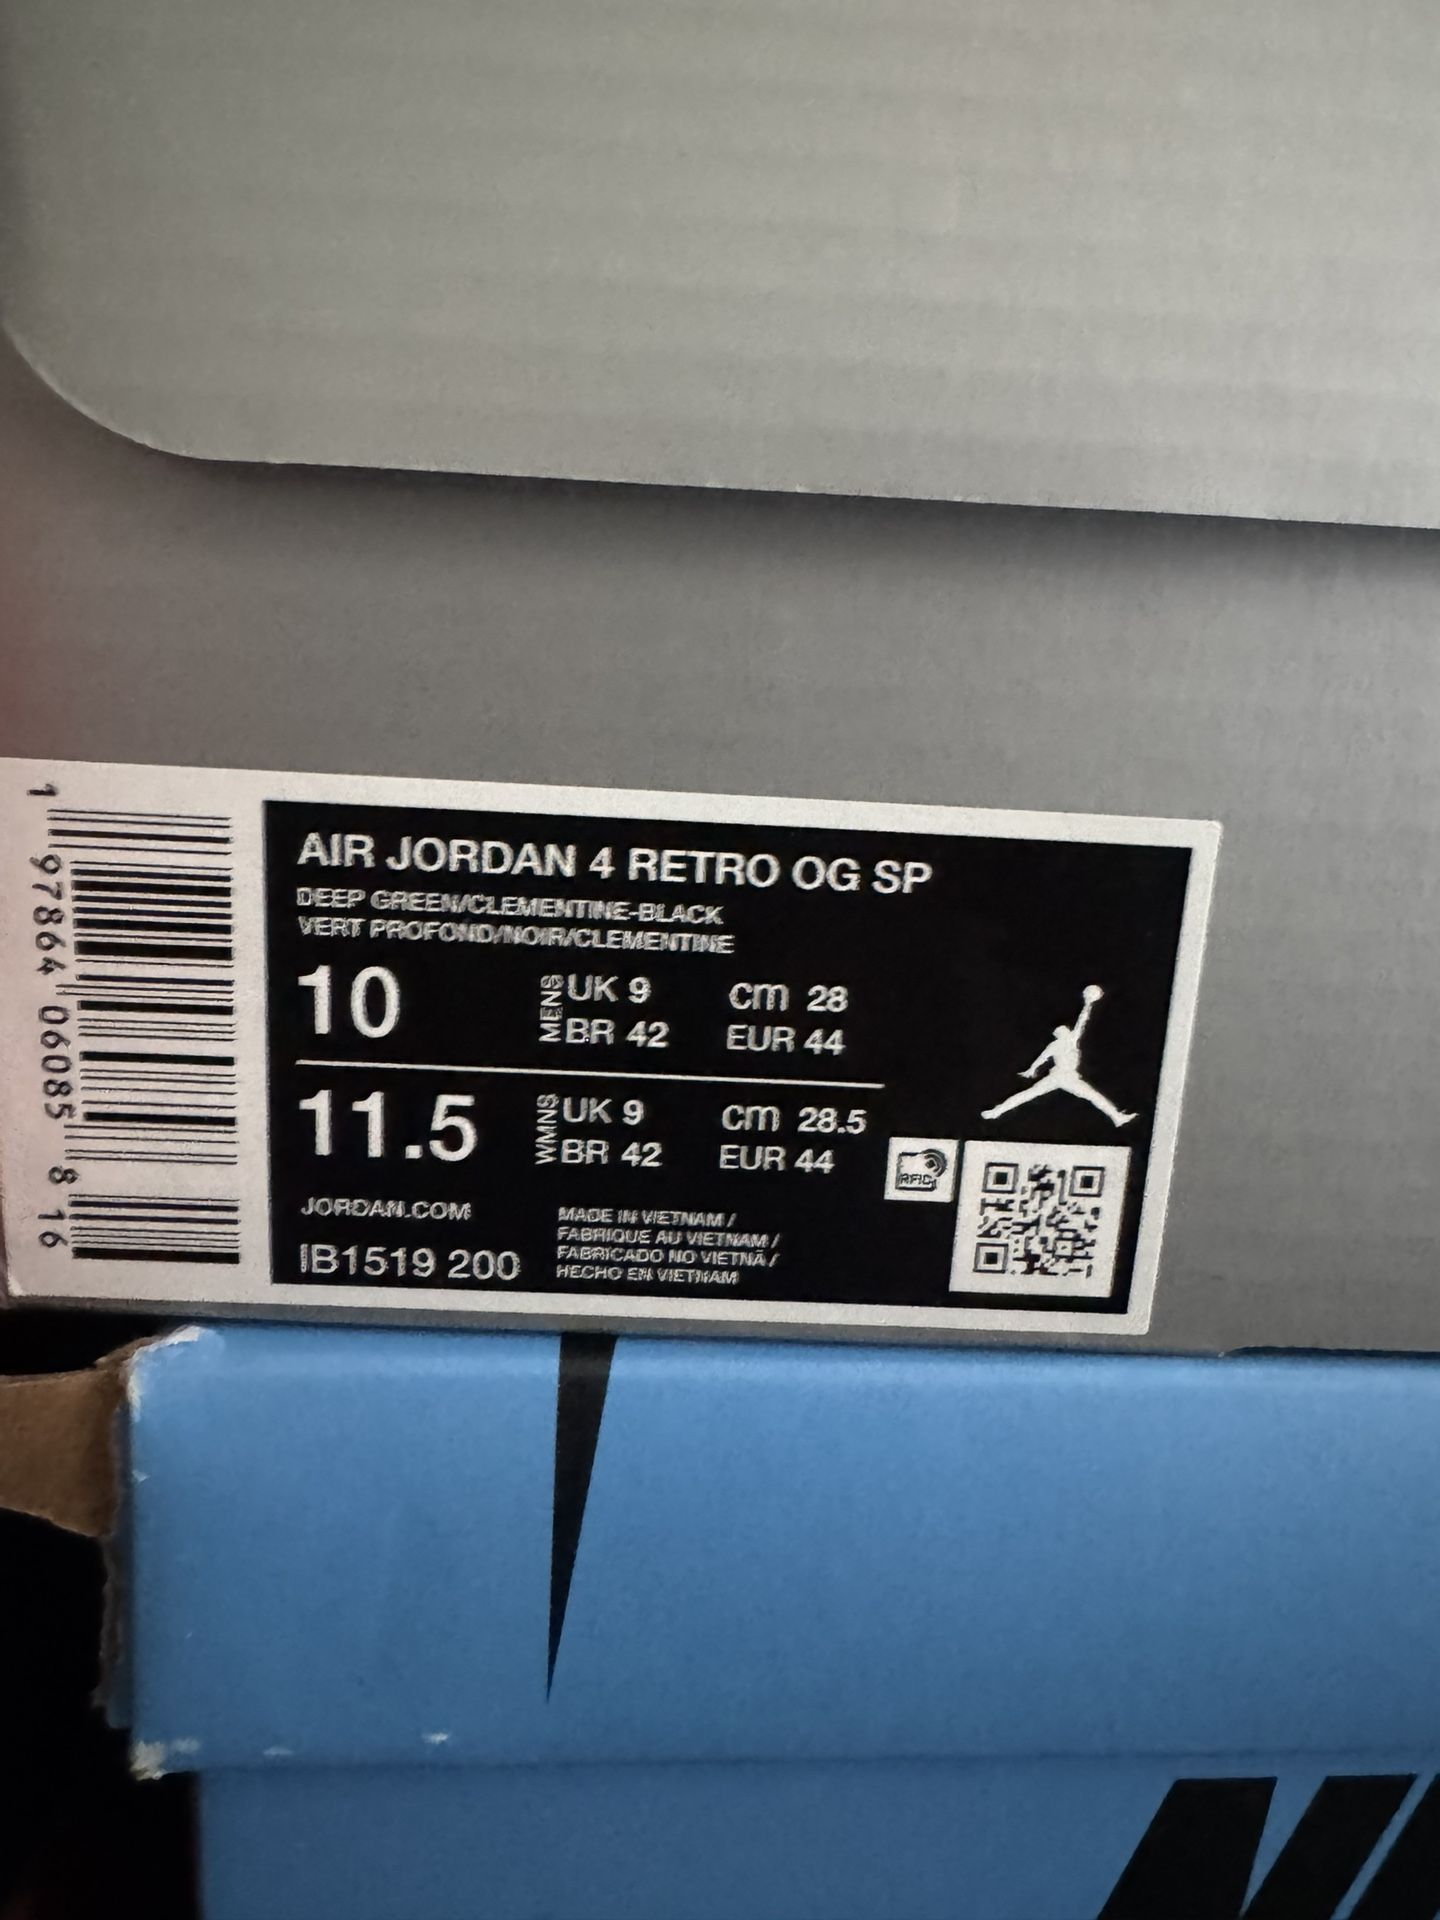 AIR JORDAN 4 RETRO OG SP
DEEP GREEN/CLEMENTINE-BLACK
VERT PROFOND/NOIR/CLEMENTINE
10 MENS UK 9 cm 28
BR 42 EUR 44
11.5 WMNS UK 9 cm 28.5
BR 42 EUR 44
RFID
JORDAN.COM
IB1519 200
MADE IN VIETNAM /
FABRIQUE AU VIETNAM /
FABRICADO NO VIETNÃ /
HECHO EN VIETNAM
1 97864 06085 8 16